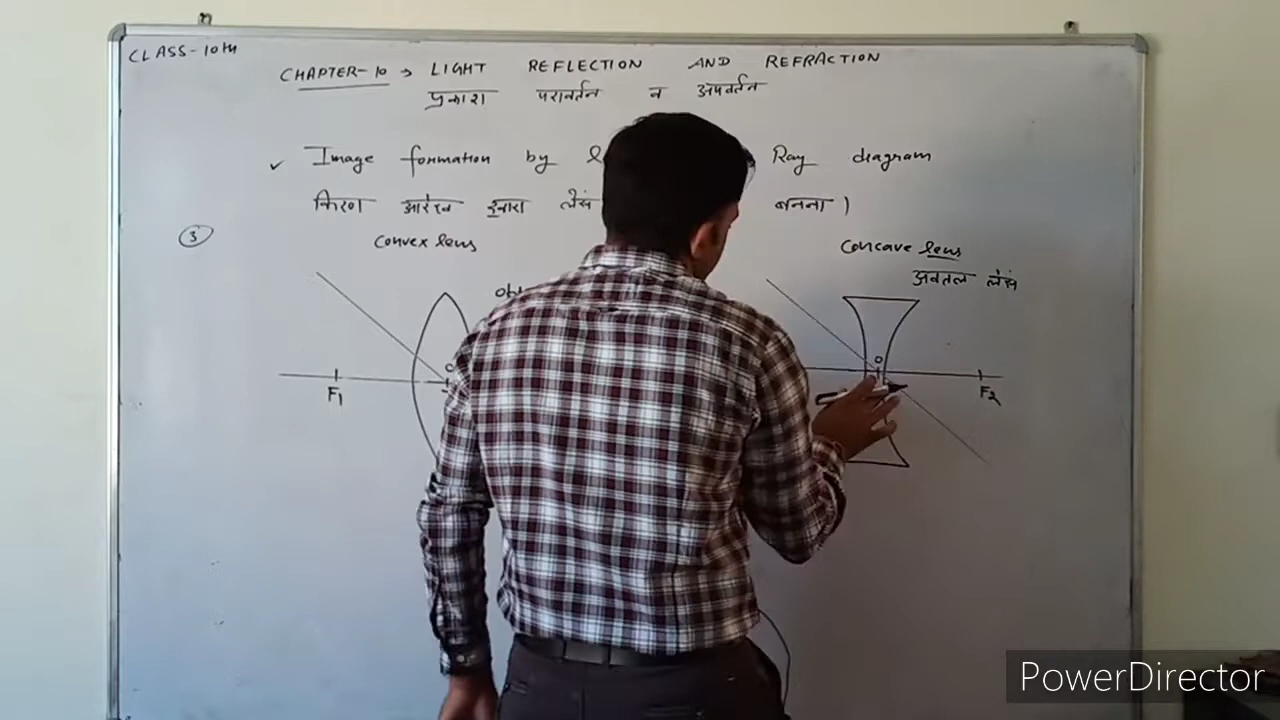 CLASS-10th
CHAPTER-10 → LIGHT REFLECTION AND REFRACTION
प्रकाश परावर्तन व अपवर्तन
✓ Image formation by Ray diagram
किरण आरेख द्वारा लेंस बनना।
3
Convex lens
Concave lens
अवतल लेंस
F1
O
F2
PowerDirector